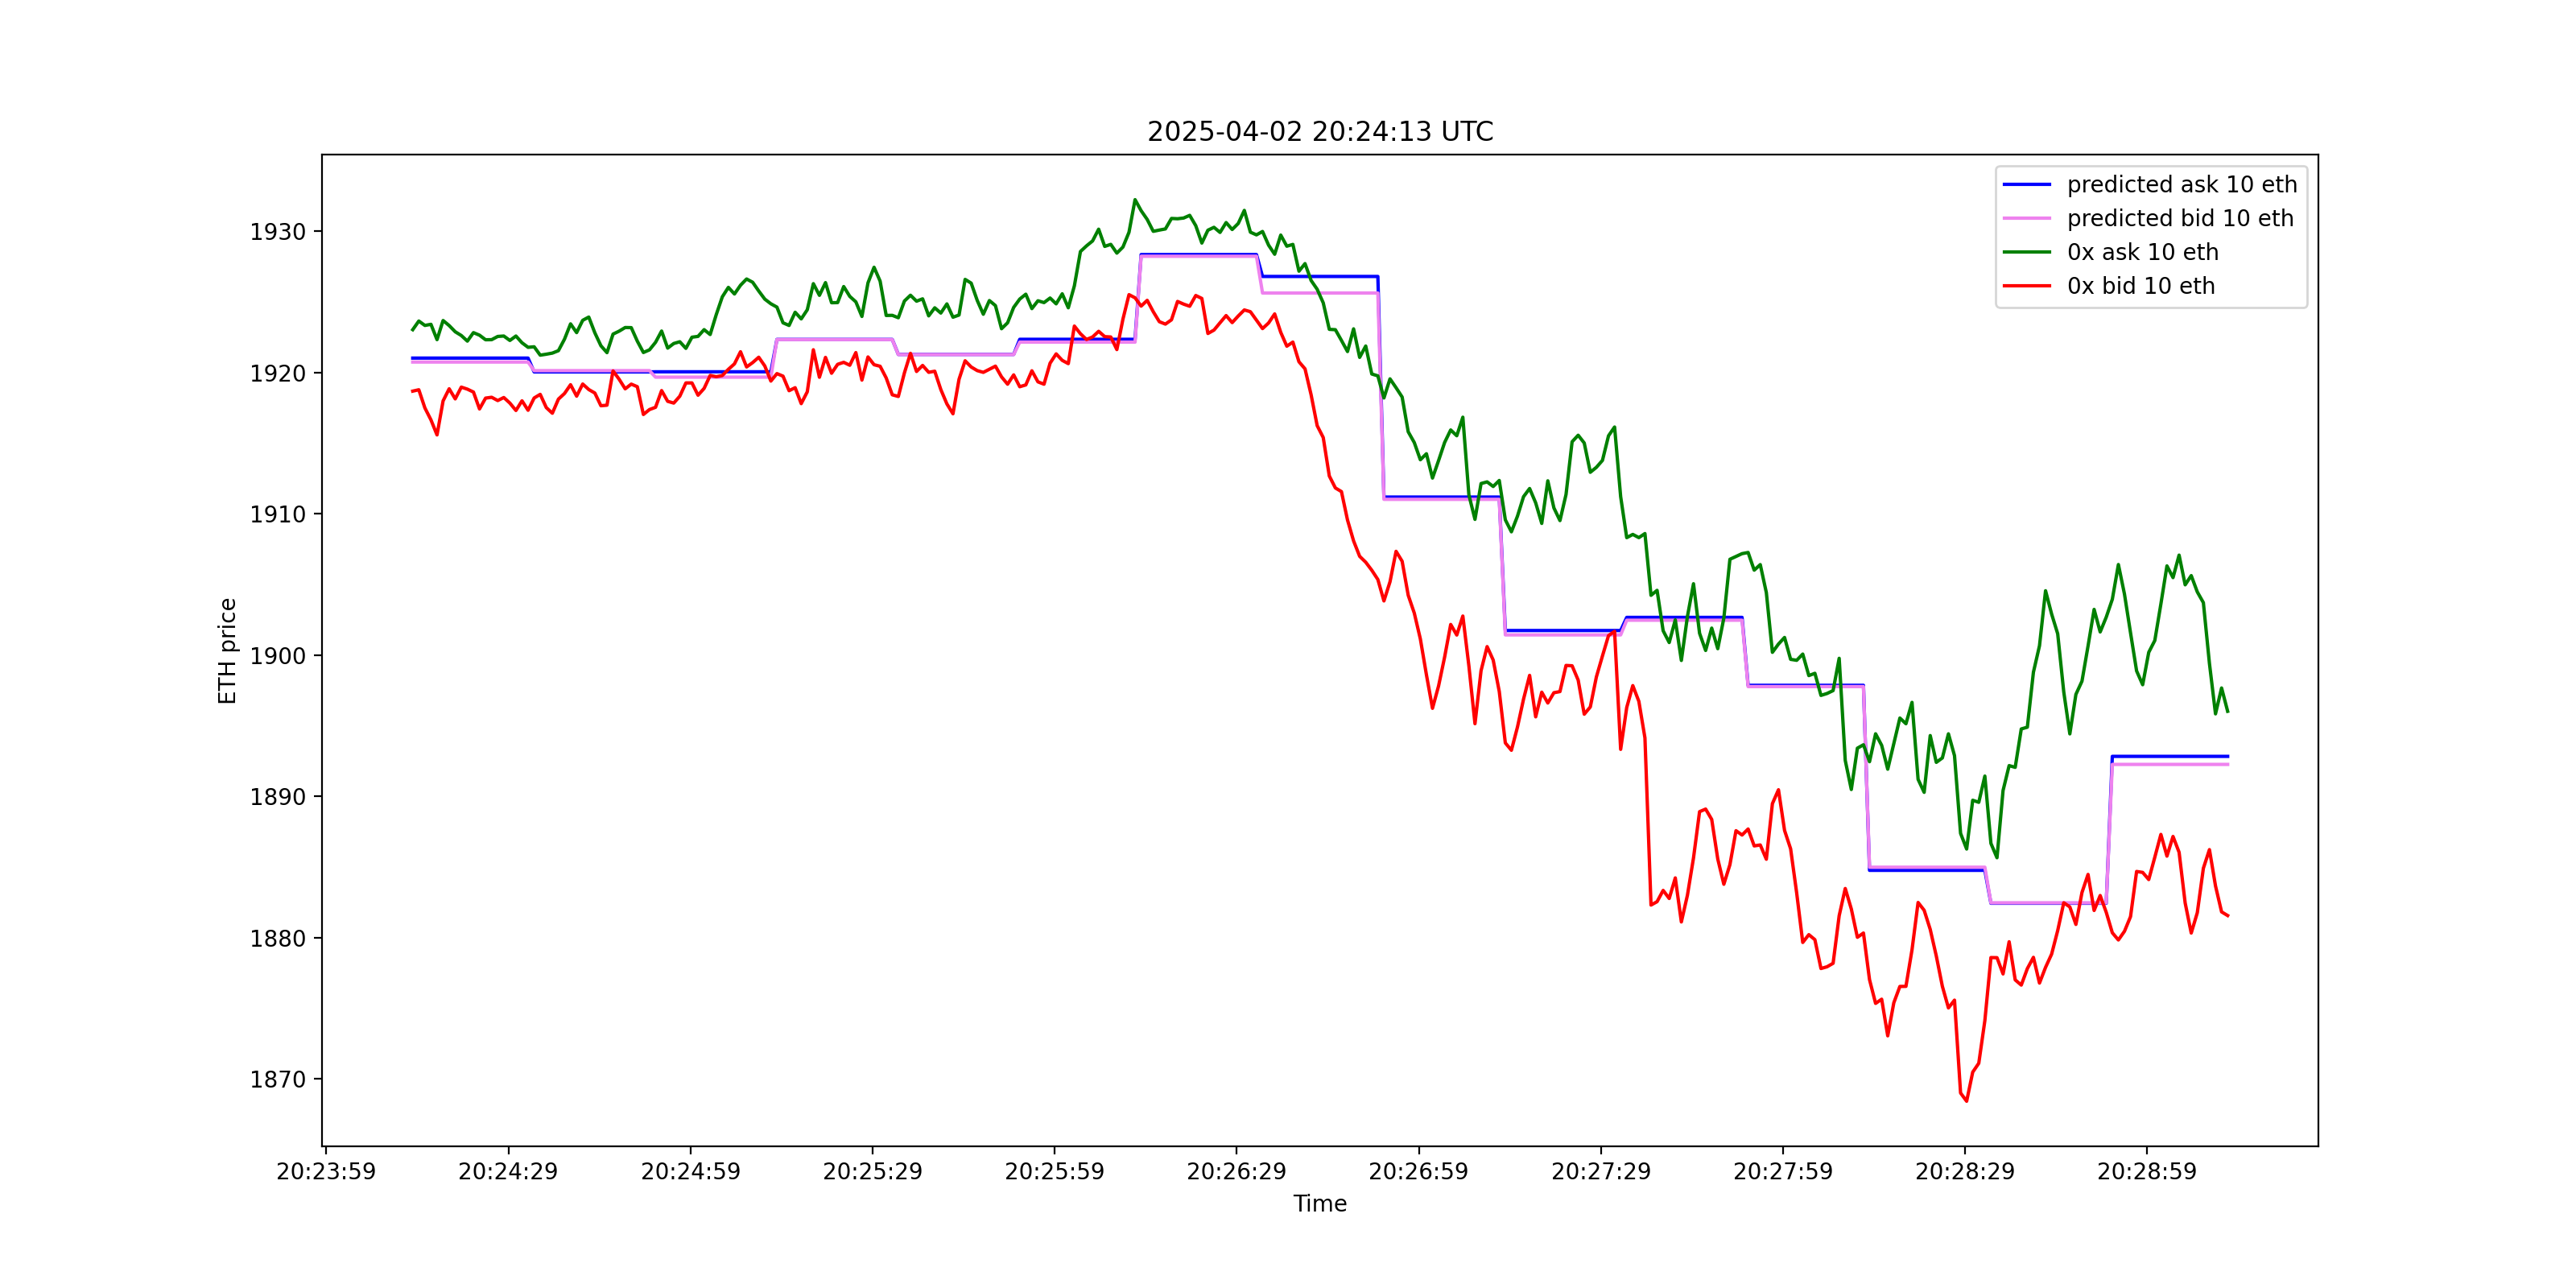 2025-04-02 20:24:13 UTC
predicted ask 10 eth
predicted bid 10 eth
0x ask 10 eth
0x bid 10 eth
ETH price
1930
1920
1910
1900
1890
1880
1870
20:23:59 20:24:29 20:24:59 20:25:29 20:25:59 20:26:29 20:26:59 20:27:29 20:27:59 20:28:29 20:28:59
Time